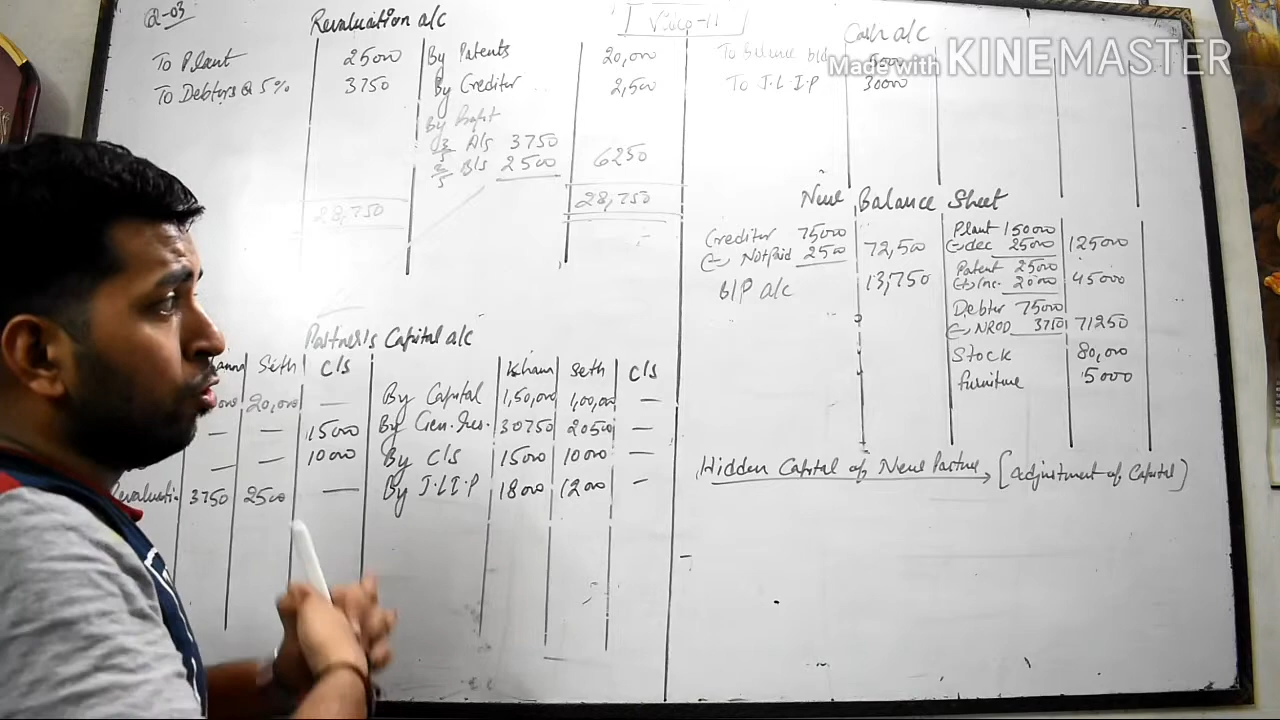 Q-03
Revaluation a/c
To Plant 25000 By Patents 20,000
To Debtors @ 5% 3750 By Creditor 2,500
By Profit
3/5 A/s 3750
2/5 B/s 2500 6250
28,750 28,750
Partner's Capital a/c
Seth C/s Khanna Seth C/s
20,000 — By Capital 1,50,000 1,00,000 —
— — 15000 By Gen. Res. 30750 20500 —
— — 10000 By C/s 15000 10000 —
3750 2500 — By J.L.I.P 18000 12000 —
Video-11
Cash a/c
To Balance b/d
To J.L.I.P 30000
Made with KINEMASTER
New Balance Sheet
Creditor 75000 Plant 150000
(-) Not Paid 2500 72,500 (-) dec 25000 125000
B/P a/c 13,750 Patent 25000
(+) Inc. 20000 45000
Debtor 75000
3750 71250
Stock 80,000
furniture 5000
Hidden Capital of New Partner → [adjustment of Capital]